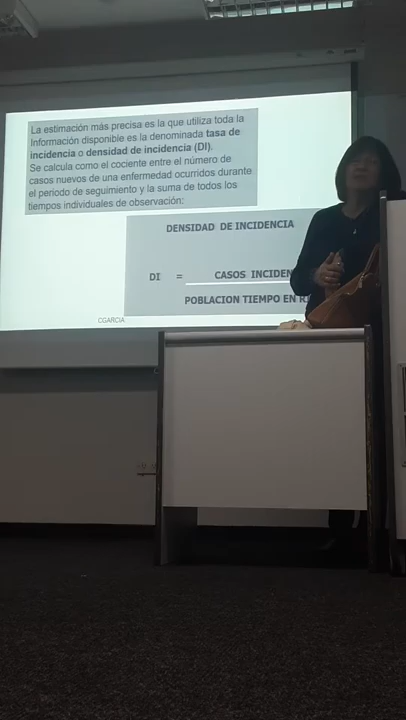 La estimación más precisa es la que utiliza toda la
Información disponible es la denominada tasa de
incidencia o densidad de incidencia (DI).
Se calcula como el cociente entre el número de
casos nuevos de una enfermedad ocurridos durante
el periodo de seguimiento y la suma de todos los
tiempos individuales de observación:
DENSIDAD DE INCIDENCIA
DI = CASOS INCIDEN
POBLACION TIEMPO EN
CGARCIA